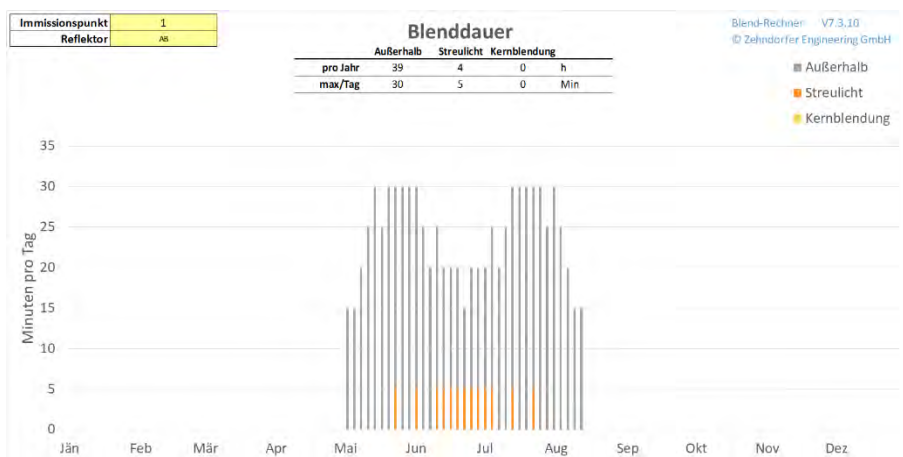 Immissionspunkt 1
Reflektor AB
Blenddauer
Außerhalb Streulicht Kernblendung
pro Jahr 39 4 0 h
max/Tag 30 5 0 Min
Blend-Rechner V7.3.10
© Zehndorfer Engineering GmbH
Außerhalb
Streulicht
Kernblendung
Minuten pro Tag
35
30
25
20
15
10
5
0
Jän Feb Mär Apr Mai Jun Jul Aug Sep Okt Nov Dez